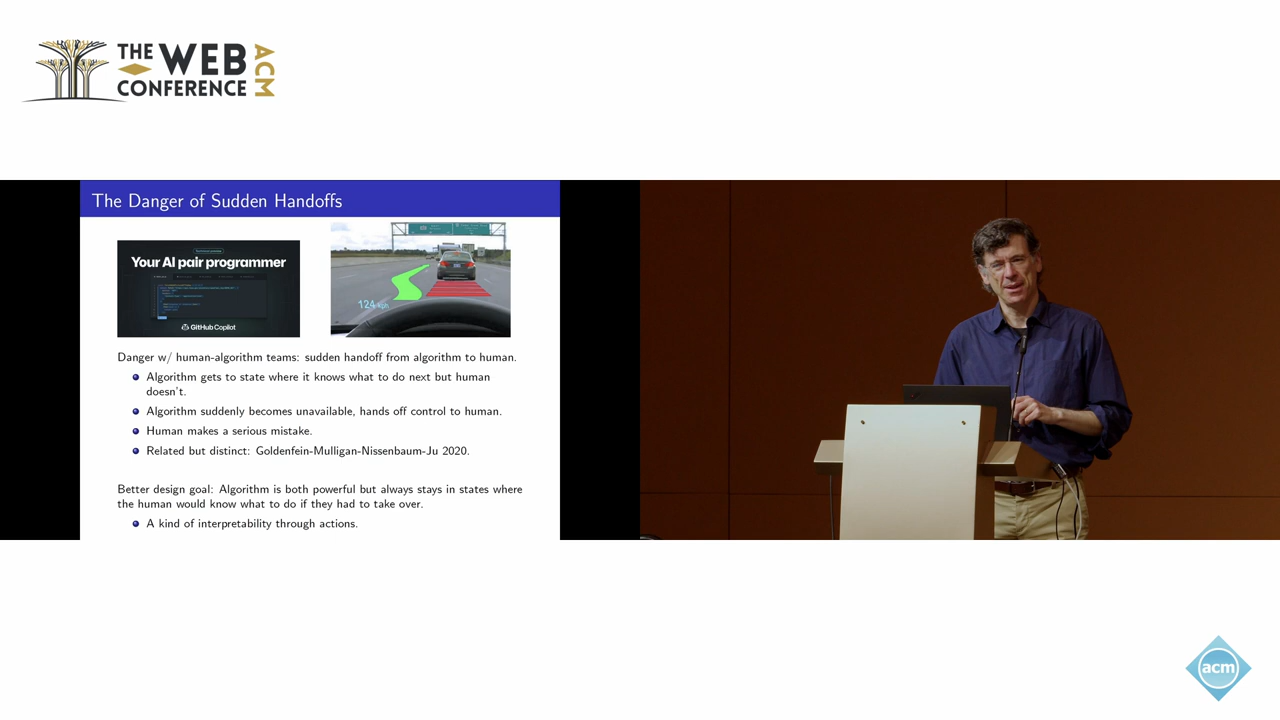 THE WEB
CONFERENCE
ACM
The Danger of Sudden Handoffs
Your AI pair programmer
GitHub Copilot
124 kph
Danger w/ human-algorithm teams: sudden handoff from algorithm to human.
Algorithm gets to state where it knows what to do next but human
doesn't.
Algorithm suddenly becomes unavailable, hands off control to human.
Human makes a serious mistake.
Related but distinct: Goldenfein-Mulligan-Nissenbaum-Ju 2020.
Better design goal: Algorithm is both powerful but always stays in states where
the human would know what to do if they had to take over.
A kind of interpretability through actions.
acm